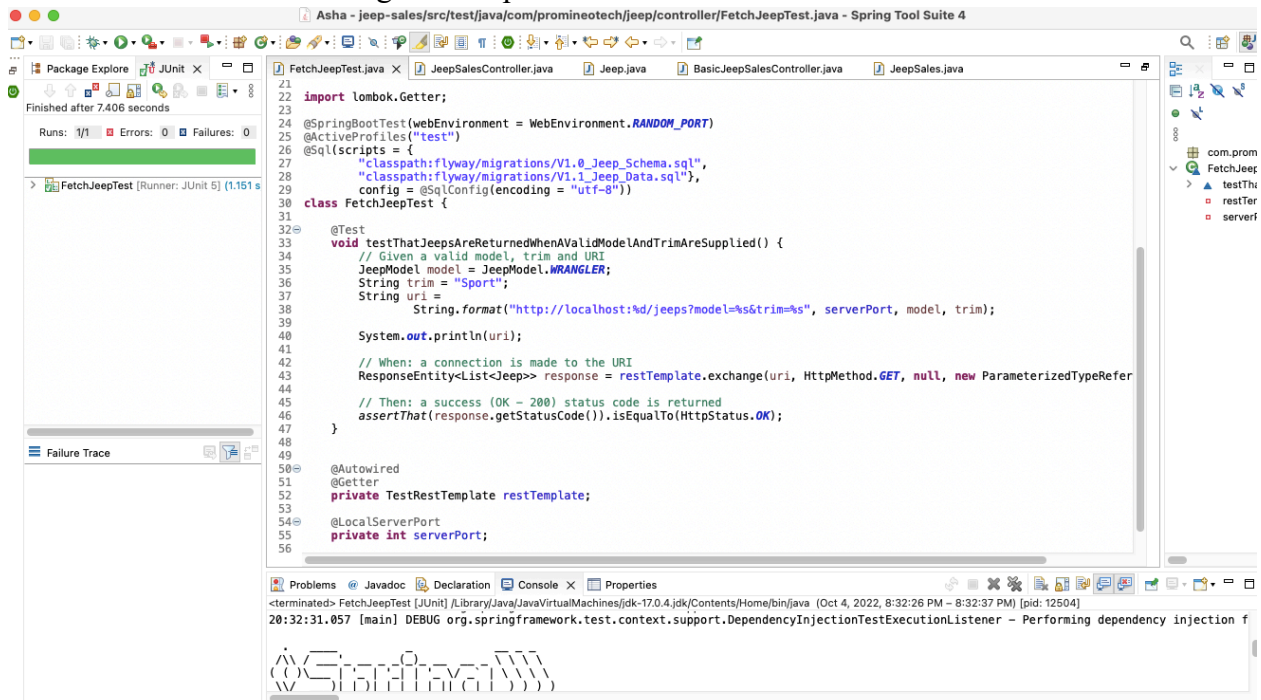 Asha - jeep-sales/src/test/java/com/promineotech/jeep/controller/FetchJeepTest.java - Spring Tool Suite 4
Package Explore JUnit
Finished after 7.406 seconds
Runs: 1/1 Errors: 0 Failures: 0
FetchJeepTest [Runner: JUnit 5] (1.151 s
Failure Trace
FetchJeepTest.java JeepSalesController.java Jeep.java BasicJeepSalesController.java JeepSales.java
21
22 import lombok.Getter;
23
24 @SpringBootTest(webEnvironment = WebEnvironment.RANDOM_PORT)
25 @ActiveProfiles("test")
26 @Sql(scripts = {
27 "classpath:flyway/migrations/V1.0_Jeep_Schema.sql",
28 "classpath:flyway/migrations/V1.1_Jeep_Data.sql"},
29 config = @SqlConfig(encoding = "utf-8"))
30 class FetchJeepTest {
31
32 @Test
33 void testThatJeepsAreReturnedWhenAValidModelAndTrimAreSupplied() {
34 // Given a valid model, trim and URI
35 JeepModel model = JeepModel.WRANGLER;
36 String trim = "Sport";
37 String uri =
38 String.format("http://localhost:%d/jeeps?model=%s&trim=%s", serverPort, model, trim);
39
40 System.out.println(uri);
41
42 // When: a connection is made to the URI
43 ResponseEntity<List<Jeep>> response = restTemplate.exchange(uri, HttpMethod.GET, null, new ParameterizedTypeRefer
44
45 // Then: a success (OK – 200) status code is returned
46 assertThat(response.getStatusCode()).isEqualTo(HttpStatus.OK);
47 }
48
49
50 @Autowired
51 @Getter
52 private TestRestTemplate restTemplate;
53
54 @LocalServerPort
55 private int serverPort;
56
com.prom
FetchJeep
testTha
restTer
serverF
Problems Javadoc Declaration Console Properties
<terminated> FetchJeepTest [JUnit] /Library/Java/JavaVirtualMachines/jdk-17.0.4.jdk/Contents/Home/bin/java (Oct 4, 2022, 8:32:26 PM – 8:32:37 PM) [pid: 12504]
20:32:31.057 [main] DEBUG org.springframework.test.context.support.DependencyInjectionTestExecutionListener – Performing dependency injection f